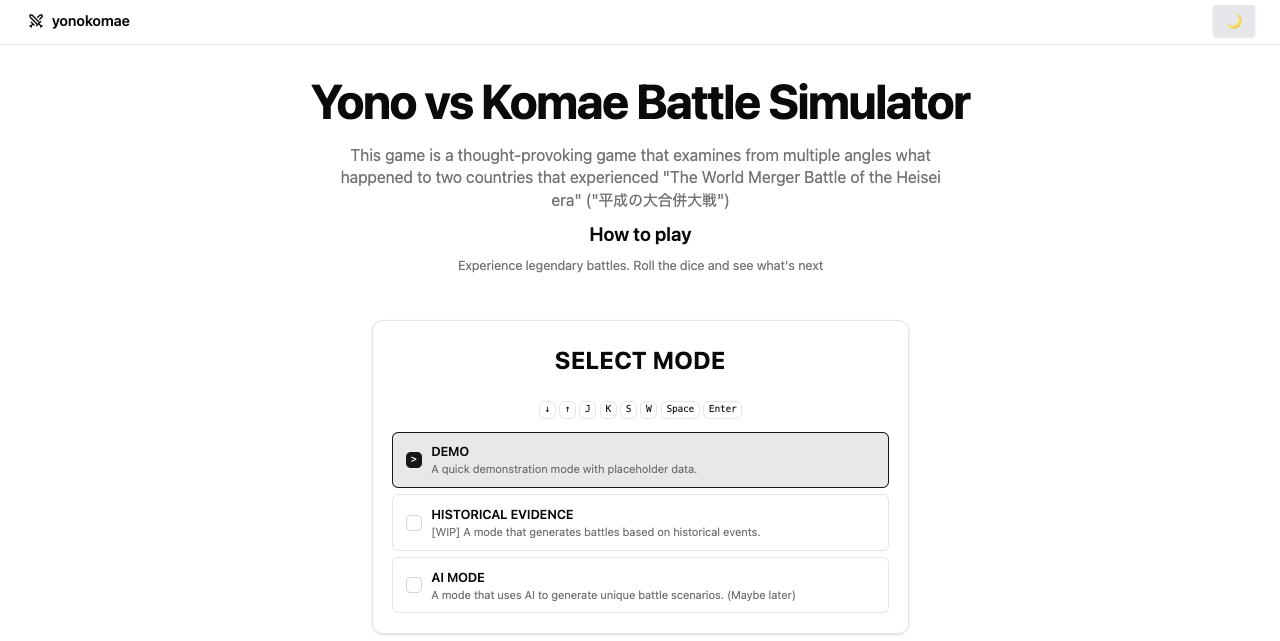 yonokomae
Yono vs Komae Battle Simulator
This game is a thought-provoking game that examines from multiple angles what
happened to two countries that experienced "The World Merger Battle of the Heisei
era" ("平成の大合併大戦")
How to play
Experience legendary battles. Roll the dice and see what's next
SELECT MODE
↓ ↑ J K S W Space Enter
> DEMO
A quick demonstration mode with placeholder data.
HISTORICAL EVIDENCE
[WIP] A mode that generates battles based on historical events.
AI MODE
A mode that uses AI to generate unique battle scenarios. (Maybe later)